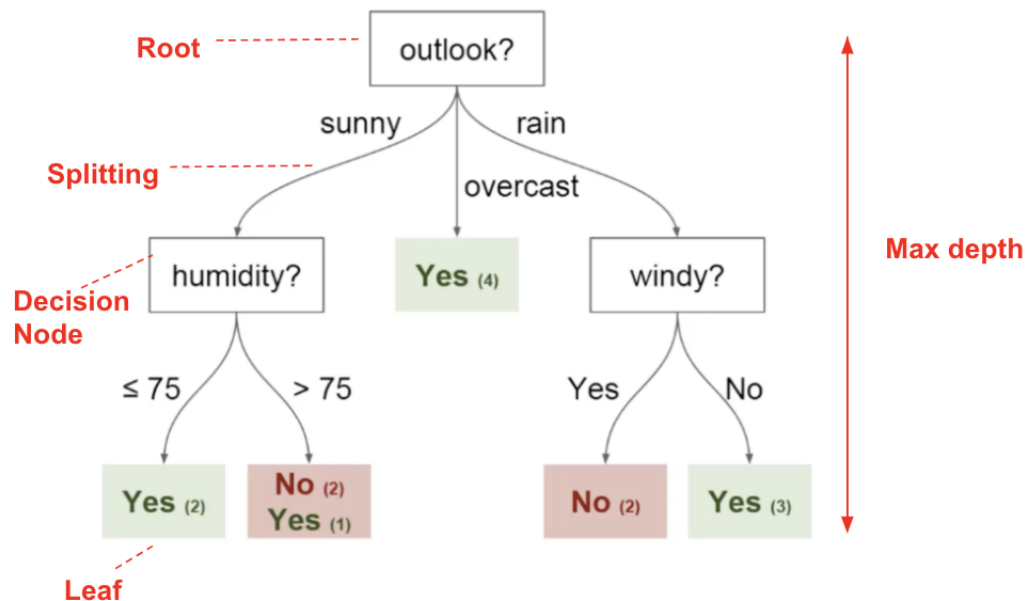 Root
outlook?
sunny
rain
Splitting
overcast
Max depth
humidity?
Yes (4)
windy?
Decision
Node
≤ 75
> 75
Yes
No
Yes (2)
No (2)
Yes (1)
No (2)
Yes (3)
Leaf